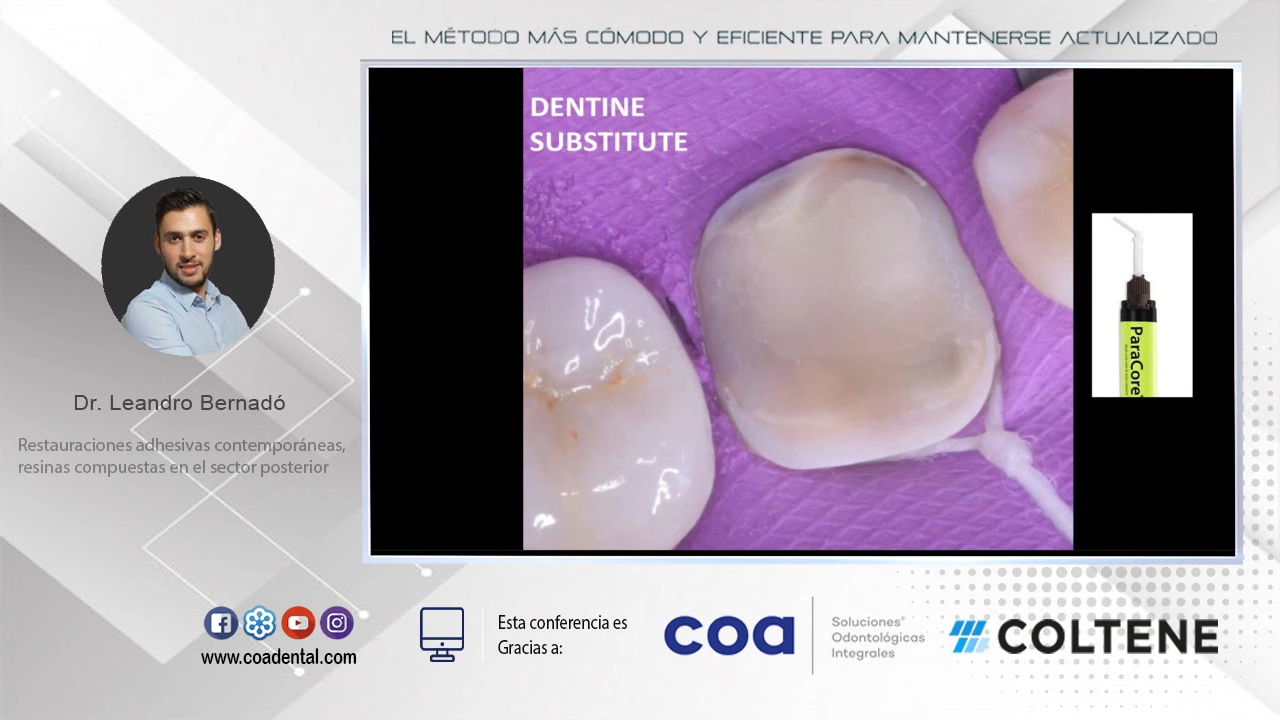 EL MÉTODO MÁS CÓMODO Y EFICIENTE PARA MANTENERSE ACTUALIZADO
DENTINE
SUBSTITUTE
ParaCore
Dr. Leandro Bernadó
Restauraciones adhesivas contemporáneas,
resinas compuestas en el sector posterior
www.coadental.com
Esta conferencia es
Gracias a:
coa
Soluciones®
Odontológicas
Integrales
COLTENE